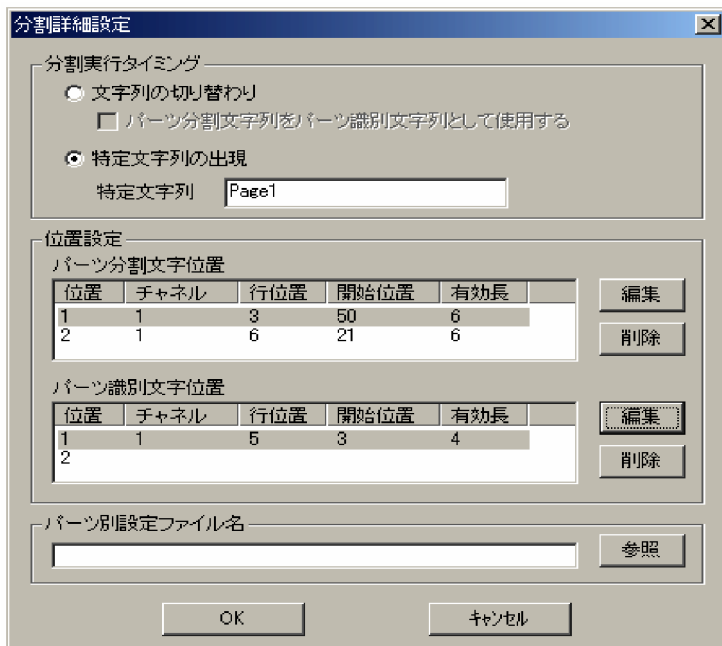 分割詳細設定
分割実行タイミング
文字列の切り替わり
パーツ分割文字列をパーツ識別文字列として使用する
特定文字列の出現
特定文字列 Page1
位置設定
パーツ分割文字位置
位置 チャネル 行位置 開始位置 有効長
1 1 3 50 6
2 1 6 21 6
編集
削除
パーツ識別文字位置
位置 チャネル 行位置 開始位置 有効長
1 1 5 3 4
2
編集
削除
パーツ別設定ファイル名
参照
OK キャンセル